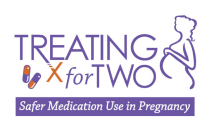 TREATING
for TWO
Safer Medication Use in Pregnancy